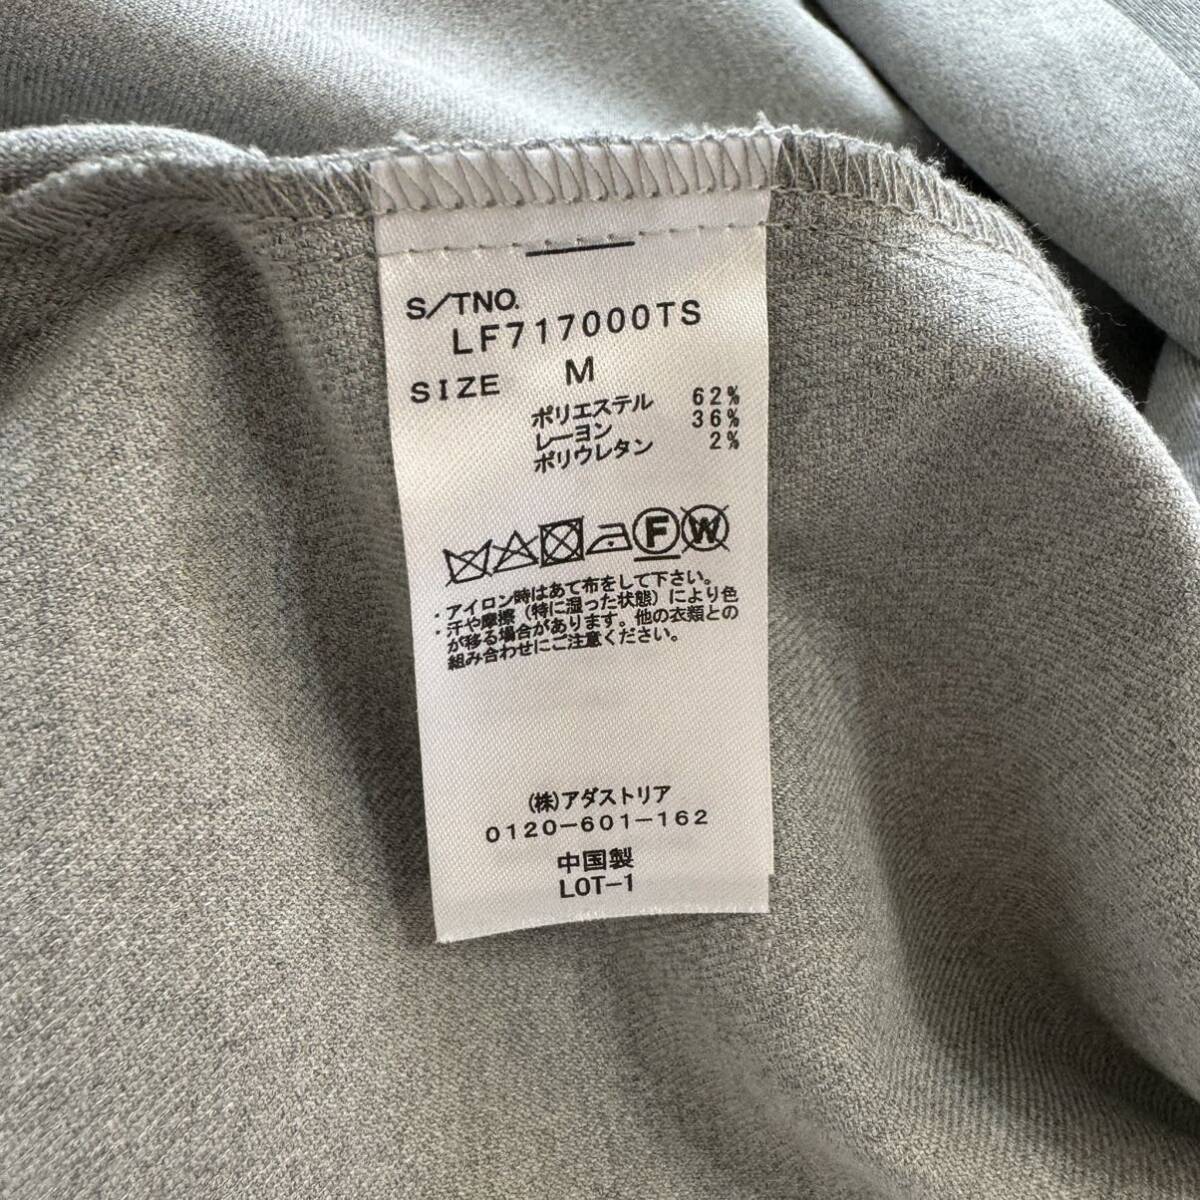 S/TNO.
LF717000TS
SIZE M
ポリエステル 62%
レーヨン 36%
ポリウレタン 2%
F W
・アイロン時はあて布をして下さい。
・汗や摩擦(特に湿った状態)により色
が移る場合があります。他の衣類との
組み合わせにご注意ください。
(株)アダストリア
0120-601-162
中国製
LOT-1